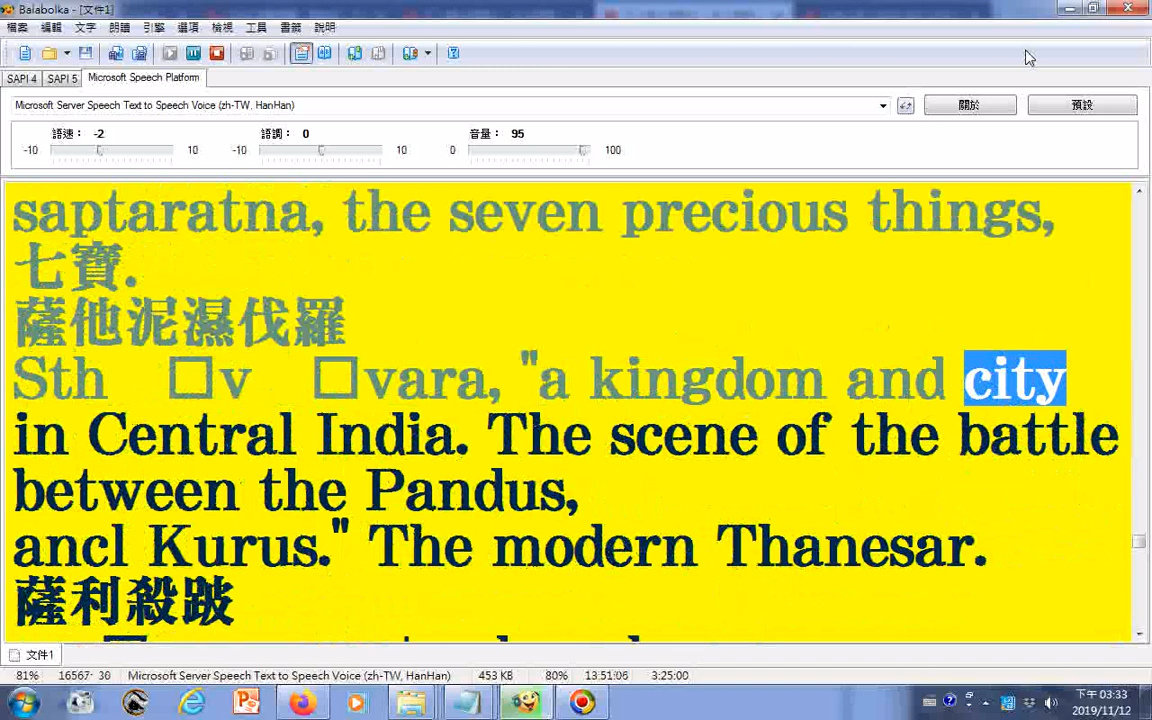 Balabolka - [文件1]
檔案 編輯 文字 朗讀 引擎 選項 檢視 工具 書籤 說明
SAPI 4 SAPI 5 Microsoft Speech Platform
Microsoft Server Speech Text to Speech Voice (zh-TW, HanHan) 關於 預設
語速： -2 語調： 0 音量： 95
-10 10 -10 10 0 100
saptaratna, the seven precious things,
七寶.
薩他泥濕伐羅
Sth □v □vara, "a kingdom and city
in Central India. The scene of the battle
between the Pandus,
ancl Kurus." The modern Thanesar.
薩利殺跛
文件1
81% 16567: 30 Microsoft Server Speech Text to Speech Voice (zh-TW, HanHan) 453 KB 80% 13:51:06 3:25:00
下午 03:33
2019/11/12